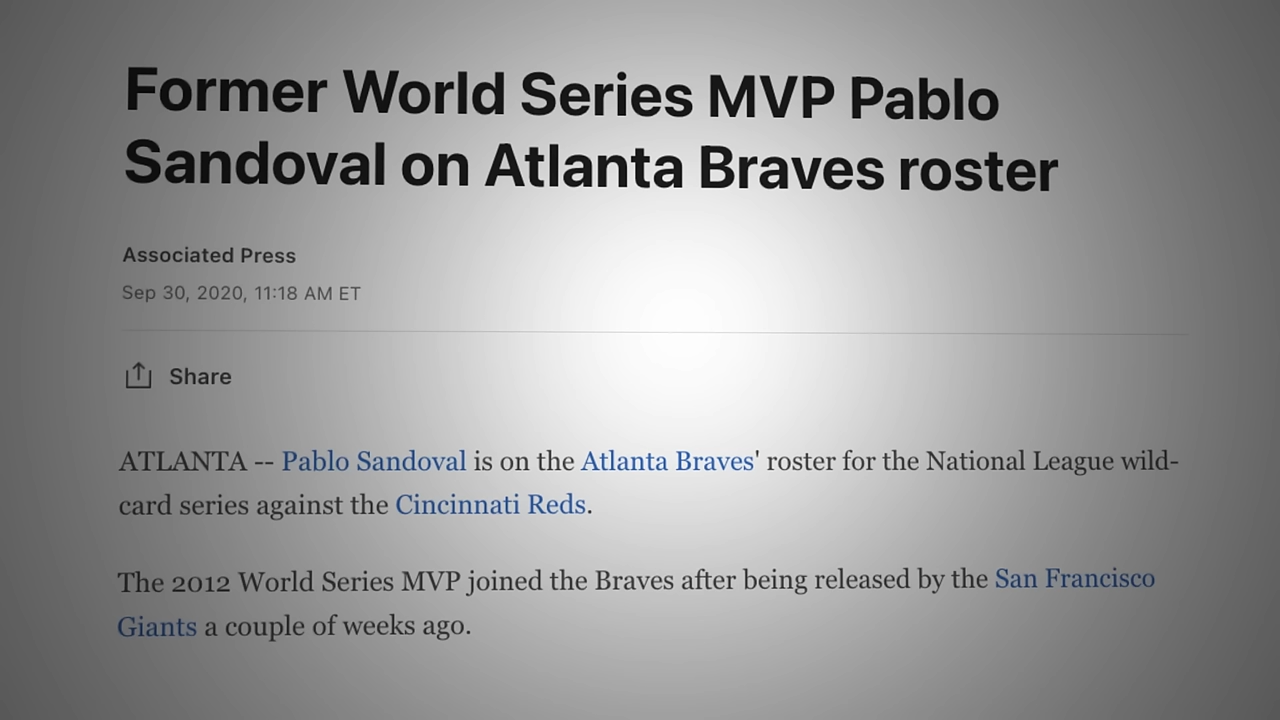 Former World Series MVP Pablo
Sandoval on Atlanta Braves roster
Associated Press
Sep 30, 2020, 11:18 AM ET
Share
ATLANTA -- Pablo Sandoval is on the Atlanta Braves' roster for the National League wild-
card series against the Cincinnati Reds.
The 2012 World Series MVP joined the Braves after being released by the San Francisco
Giants a couple of weeks ago.